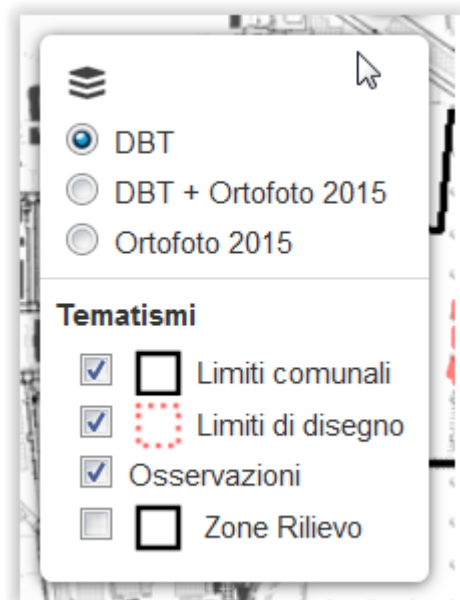 DBT
DBT + Ortofoto 2015
Ortofoto 2015
Tematismi
Limiti comunali
Limiti di disegno
Osservazioni
Zone Rilievo